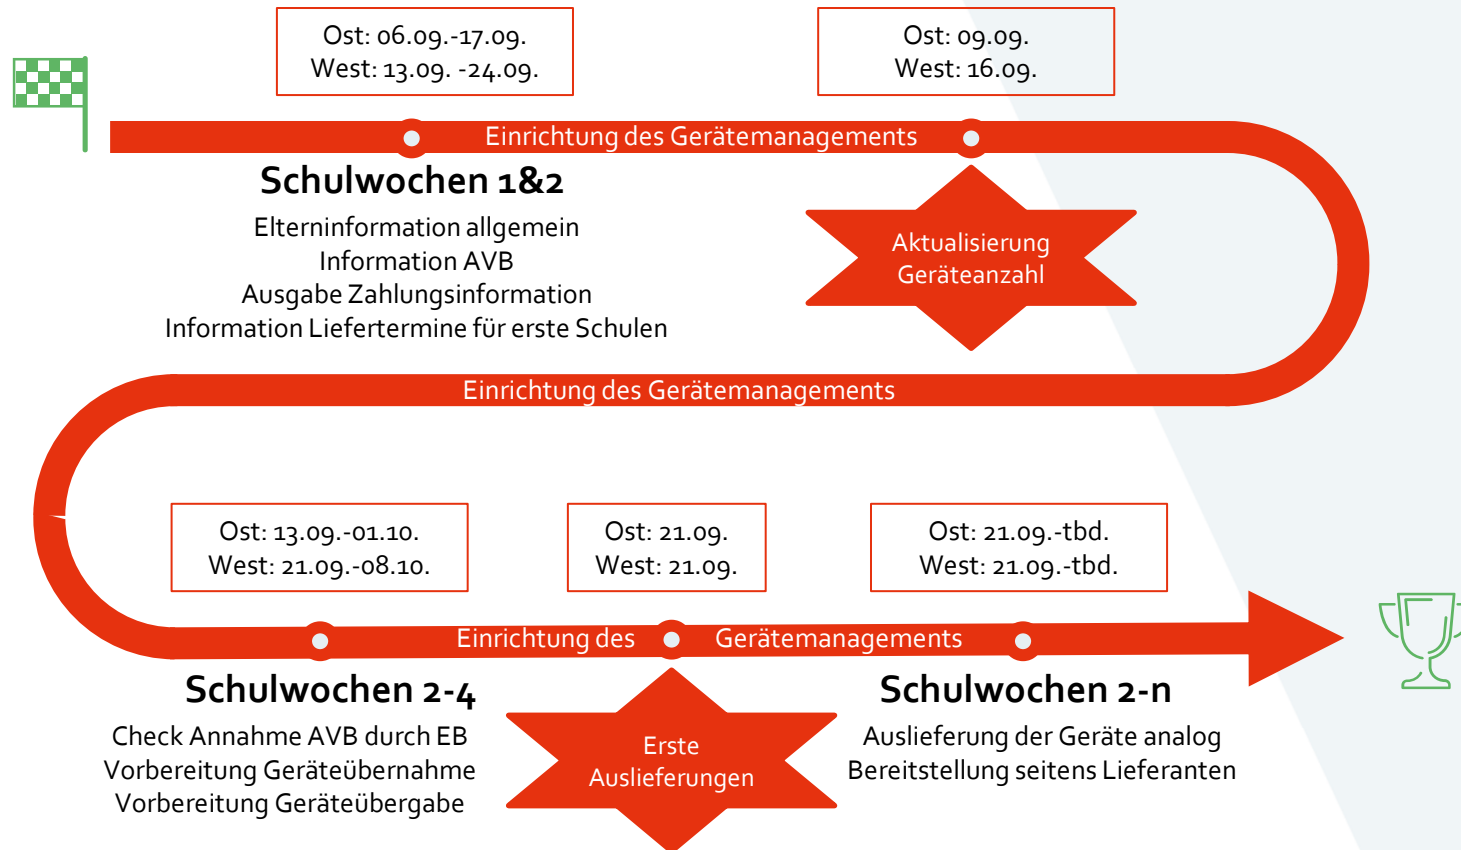 Ost: 06.09.-17.09.
West: 13.09. -24.09.
Ost: 09.09.
West: 16.09.
Einrichtung des Gerätemanagements
Schulwochen 1&2
Elterninformation allgemein
Information AVB
Ausgabe Zahlungsinformation
Information Liefertermine für erste Schulen
Aktualisierung
Geräteanzahl
Einrichtung des Gerätemanagements
Ost: 13.09.-01.10.
West: 21.09.-08.10.
Ost: 21.09.
West: 21.09.
Ost: 21.09.-tbd.
West: 21.09.-tbd.
Einrichtung des Gerätemanagements
Schulwochen 2-4
Check Annahme AVB durch EB
Vorbereitung Geräteübernahme
Vorbereitung Geräteübergabe
Erste
Auslieferungen
Schulwochen 2-n
Auslieferung der Geräte analog
Bereitstellung seitens Lieferanten